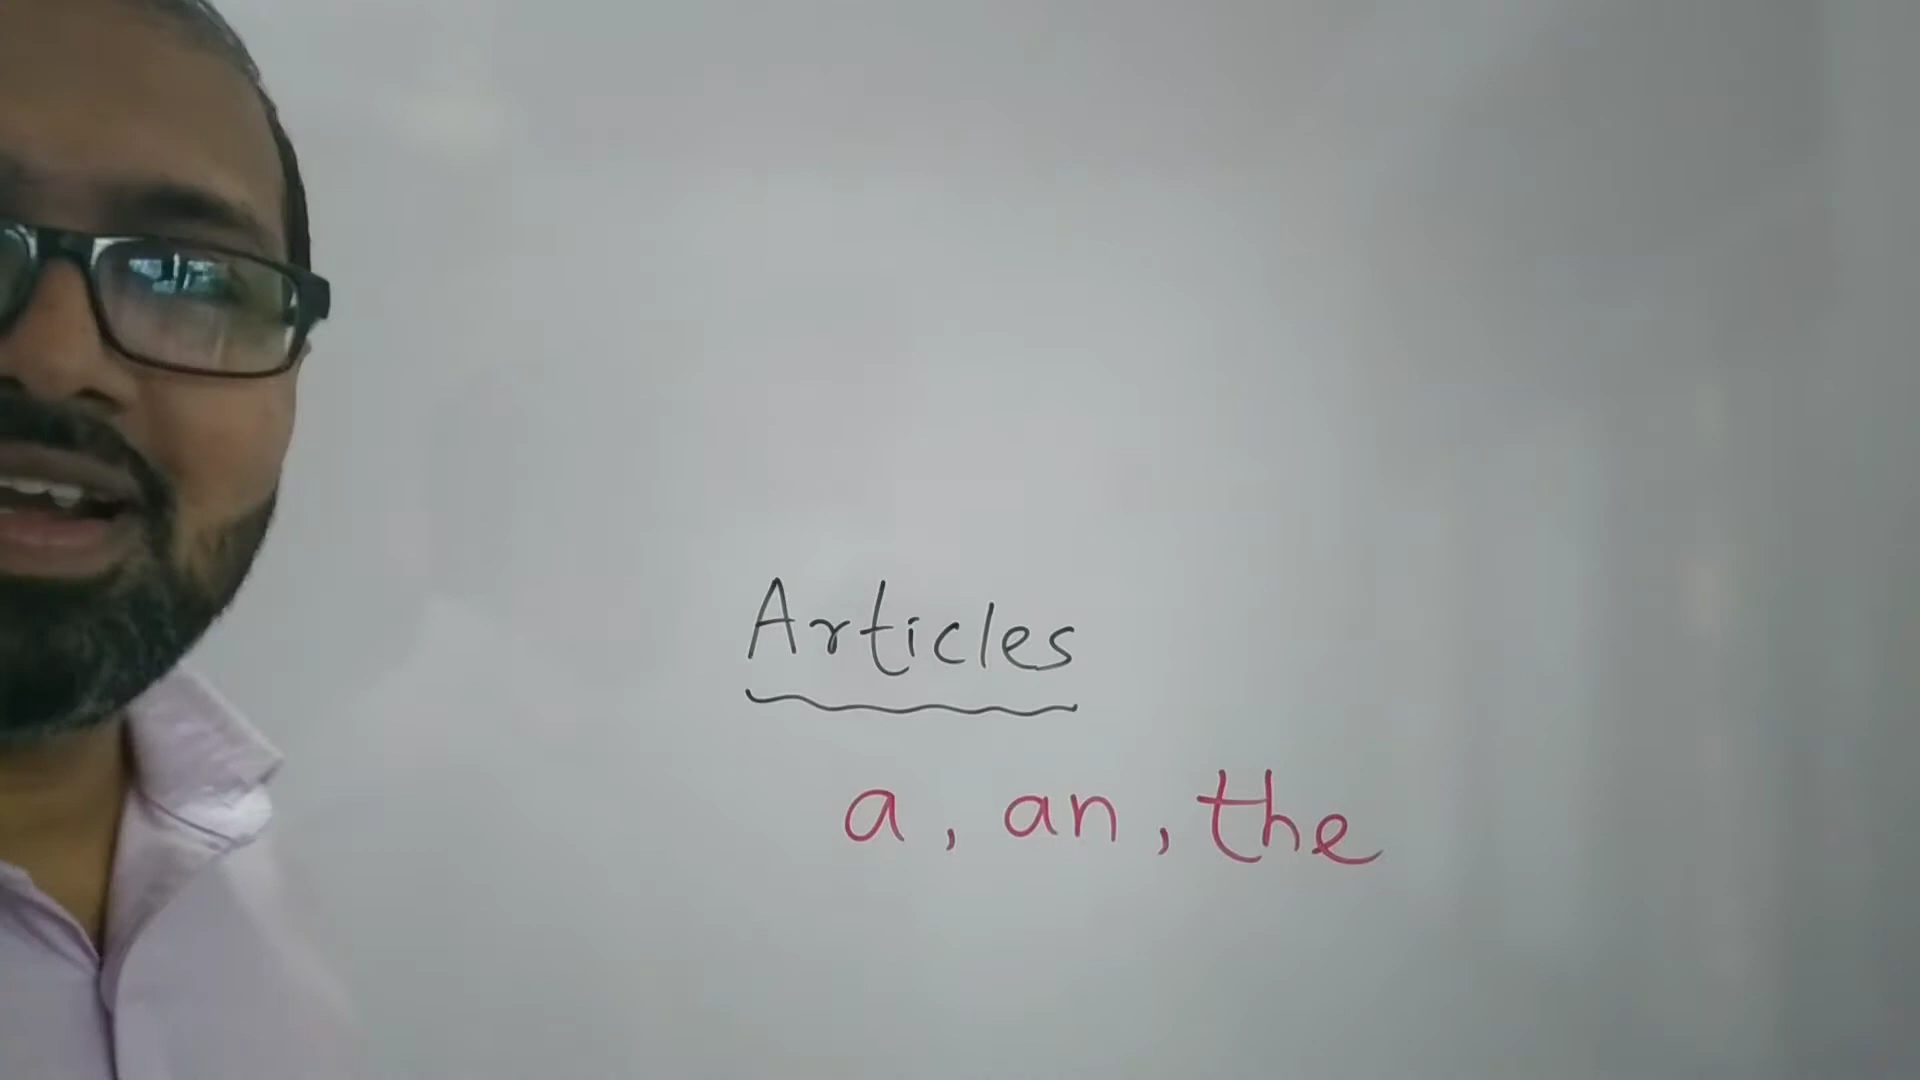 Articles
a, an, the